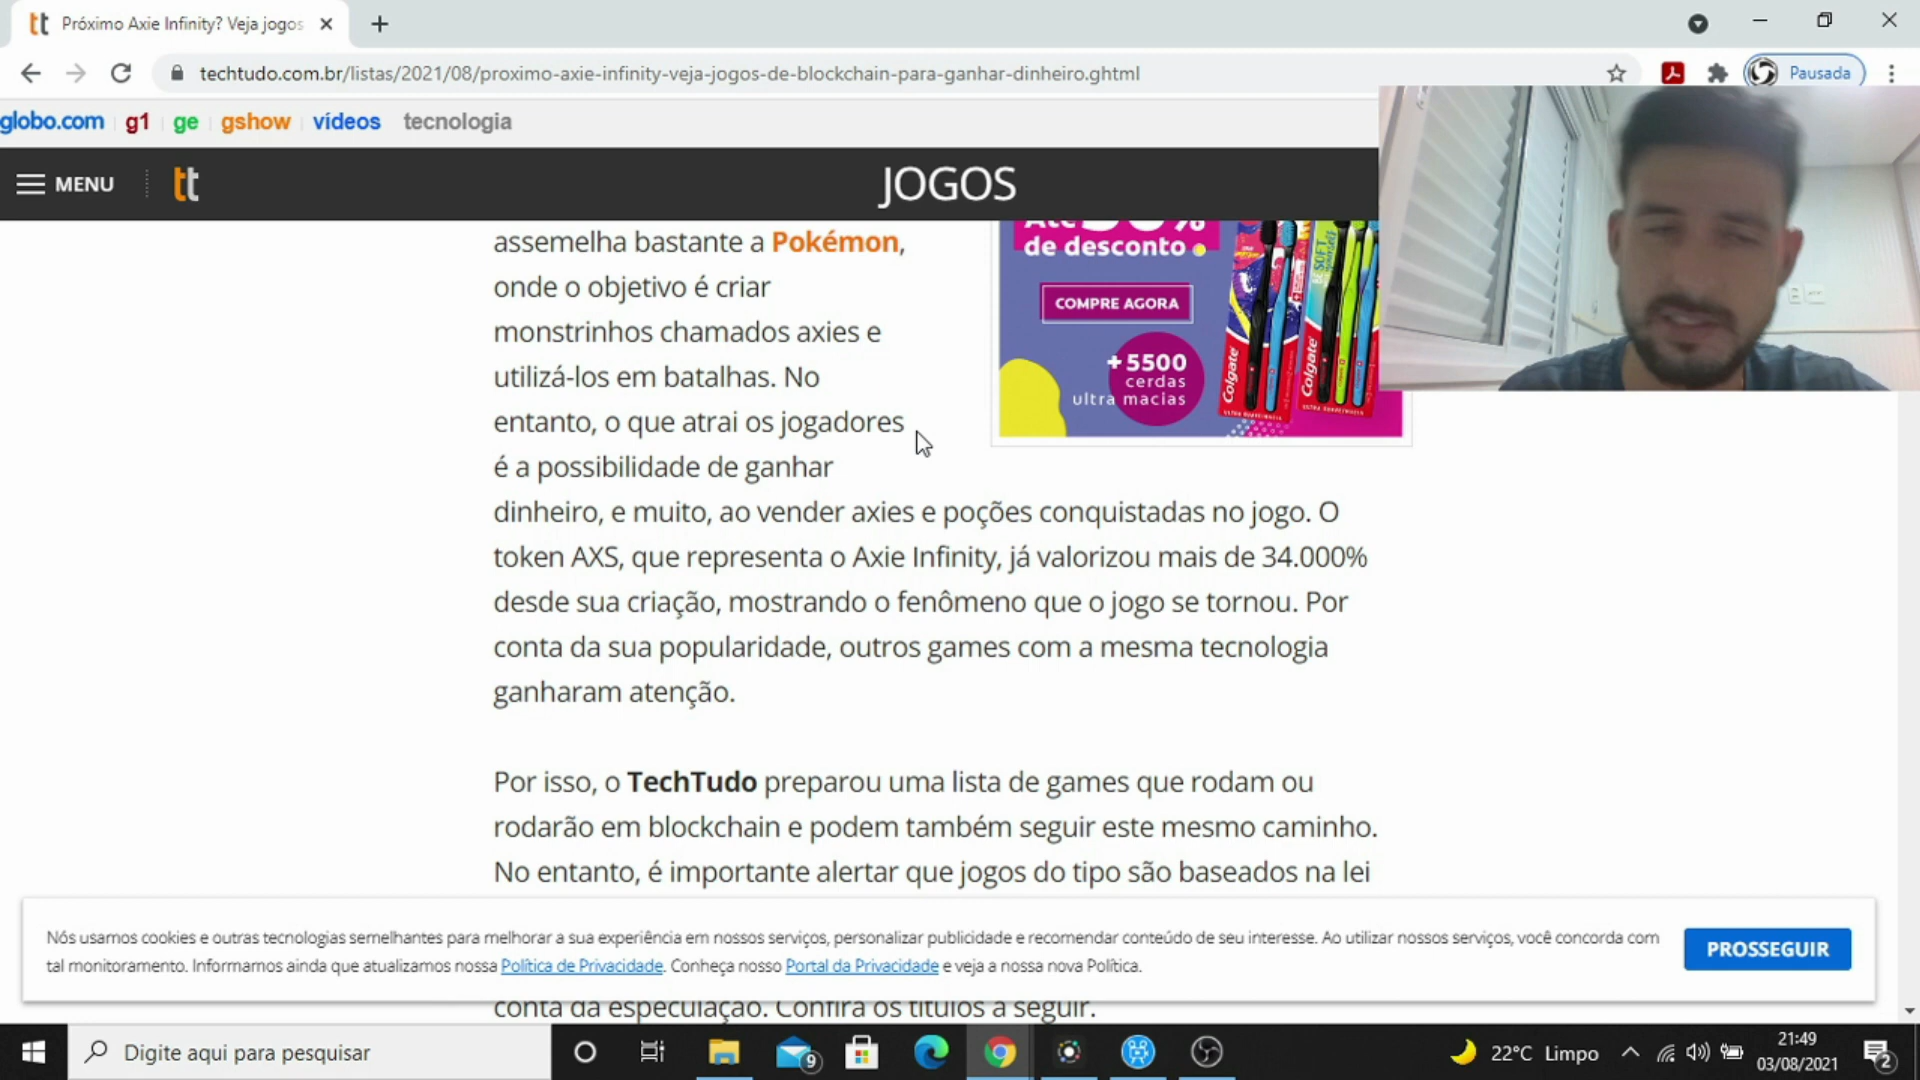 Próximo Axie Infinity? Veja jogos
techtudo.com.br/listas/2021/08/proximo-axie-infinity-veja-jogos-de-blockchain-para-ganhar-dinheiro.ghtml
Pausada
globo.com g1 ge gshow vídeos tecnologia
MENU tt JOGOS
de desconto
COMPRE AGORA
+5500
cerdas
ultra macias
Colgate
Colgate
assemelha bastante a Pokémon,
onde o objetivo é criar
monstrinhos chamados axies e
utilizá-los em batalhas. No
entanto, o que atrai os jogadores
é a possibilidade de ganhar
dinheiro, e muito, ao vender axies e poções conquistadas no jogo. O
token AXS, que representa o Axie Infinity, já valorizou mais de 34.000%
desde sua criação, mostrando o fenômeno que o jogo se tornou. Por
conta da sua popularidade, outros games com a mesma tecnologia
ganharam atenção.
Por isso, o TechTudo preparou uma lista de games que rodam ou
rodarão em blockchain e podem também seguir este mesmo caminho.
No entanto, é importante alertar que jogos do tipo são baseados na lei
Nós usamos cookies e outras tecnologias semelhantes para melhorar a sua experiência em nossos serviços, personalizar publicidade e recomendar conteúdo de seu interesse. Ao utilizar nossos serviços, você concorda com
tal monitoramento. Informamos ainda que atualizamos nossa Política de Privacidade. Conheça nosso Portal da Privacidade e veja a nossa nova Política.
PROSSEGUIR
conta da especulação. Confira os títulos a seguir.
Digite aqui para pesquisar
9
22°C Limpo
21:49
03/08/2021
2